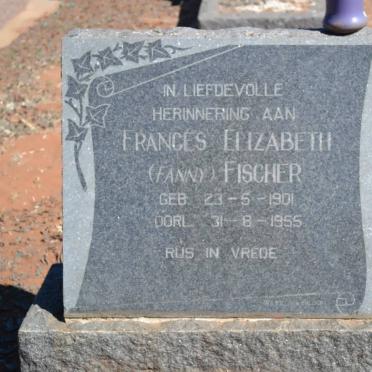 IN LIEFDEVOLLE
HERINNERING AAN
FRANCES ELIZABETH
(FANNY) FISCHER
GEB. 23-5-1901
OORL. 31-8-1955
RUS IN VREDE